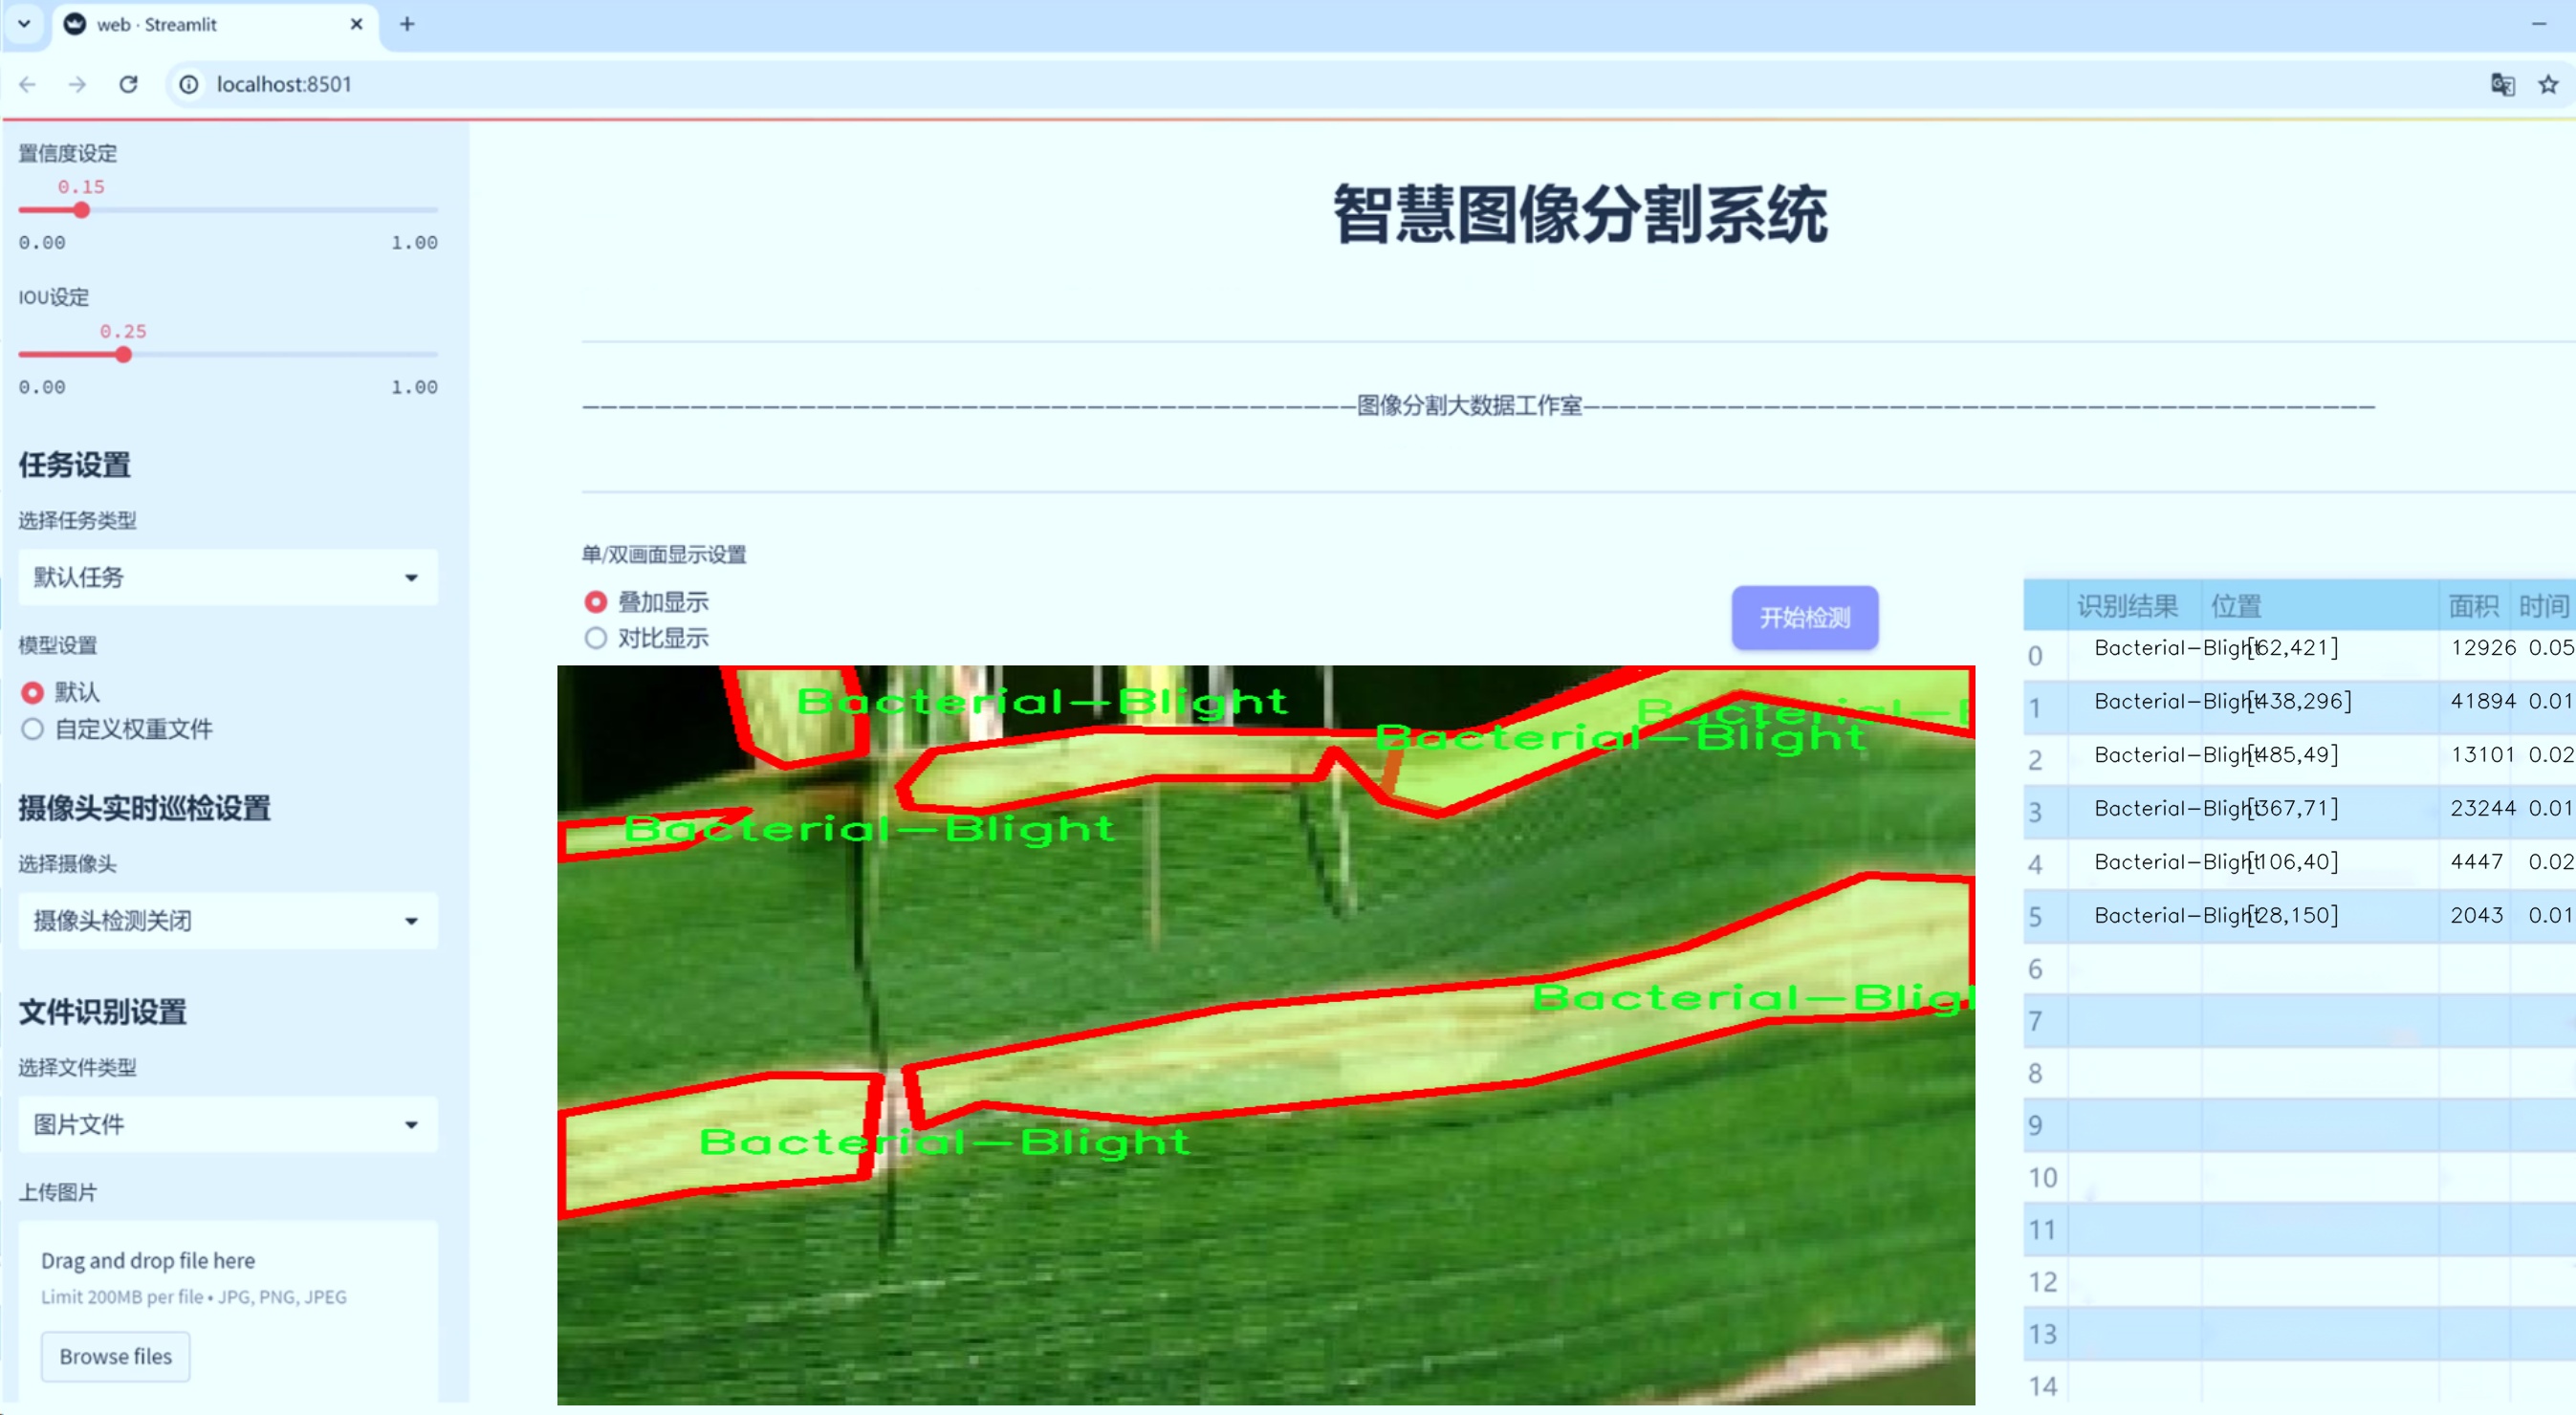 web · Streamlit
localhost:8501
置信度设定
0.15
0.00 1.00
IOU设定
0.25
0.00 1.00
任务设置
选择任务类型
默认任务
模型设置
默认
自定义权重文件
摄像头实时巡检设置
选择摄像头
摄像头检测关闭
文件识别设置
选择文件类型
图片文件
上传图片
Drag and drop file here
Limit 200MB per file • JPG, PNG, JPEG
Browse files
智慧图像分割系统
图像分割大数据工作室
单/双画面显示设置
叠加显示
对比显示
开始检测
Bacterial-Blight
Bacterial-B
Bacterial-Blight
Bacterial-Blight
Bacterial-Blig
Bacterial-Blight
识别结果 位置 面积 时间
0 Bacterial-Blight [62,421] 12926 0.05
1 Bacterial-Blight [438,296] 41894 0.01
2 Bacterial-Blight [485,49] 13101 0.02
3 Bacterial-Blight [367,71] 23244 0.01
4 Bacterial-Blight [106,40] 4447 0.02
5 Bacterial-Blight [28,150] 2043 0.01
6
7
8
9
10
11
12
13
14